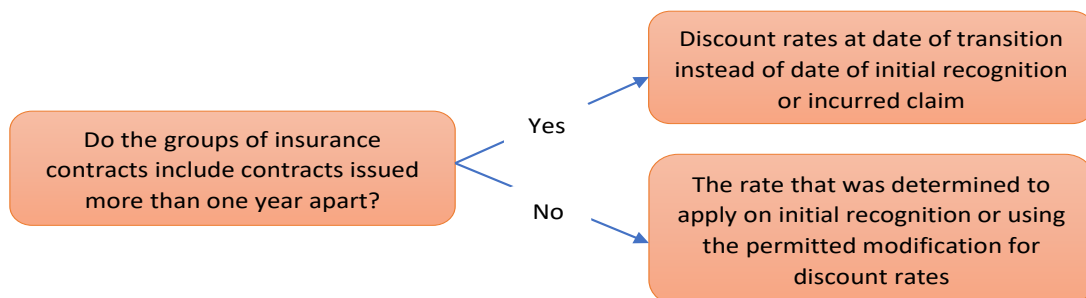 Do the groups of insurance
contracts include contracts issued
more than one year apart?
Yes
Discount rates at date of transition
instead of date of initial recognition
or incurred claim
No
The rate that was determined to
apply on initial recognition or using
the permitted modification for
discount rates